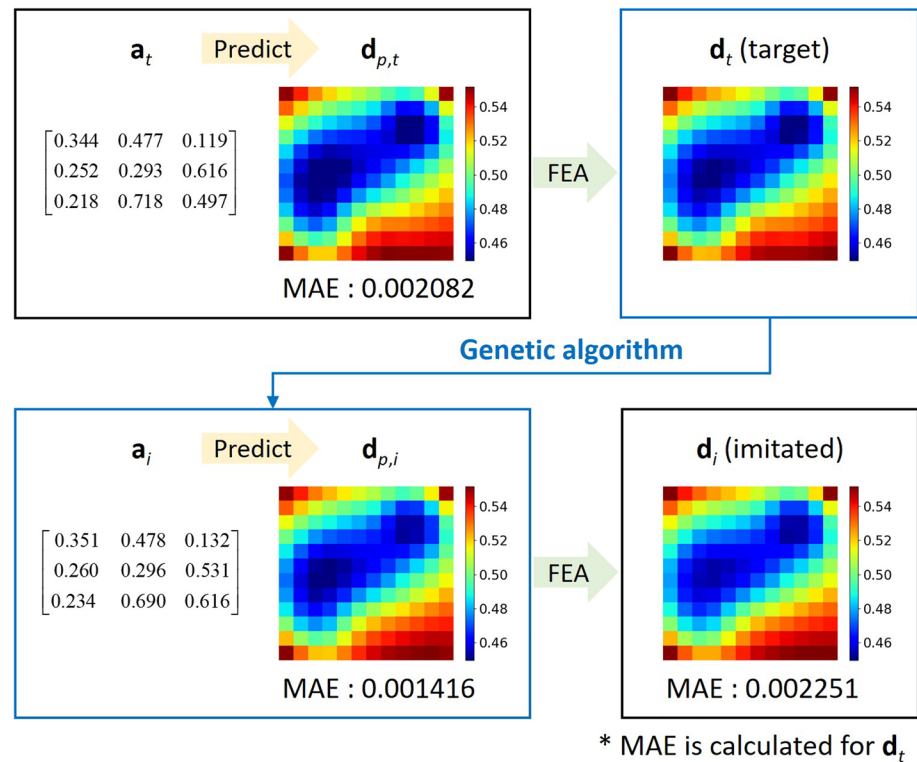 a_t Predict d_p,t
d_t (target)
0.344 0.477 0.119
0.252 0.293 0.616
0.218 0.718 0.497
0.54
0.52
0.50
0.48
0.46
FEA
0.54
0.52
0.50
0.48
0.46
MAE : 0.002082
Genetic algorithm
a_i Predict d_p,i
d_i (imitated)
0.351 0.478 0.132
0.260 0.296 0.531
0.234 0.690 0.616
0.54
0.52
0.50
0.48
0.46
FEA
0.54
0.52
0.50
0.48
0.46
MAE : 0.001416
MAE : 0.002251
* MAE is calculated for d_t